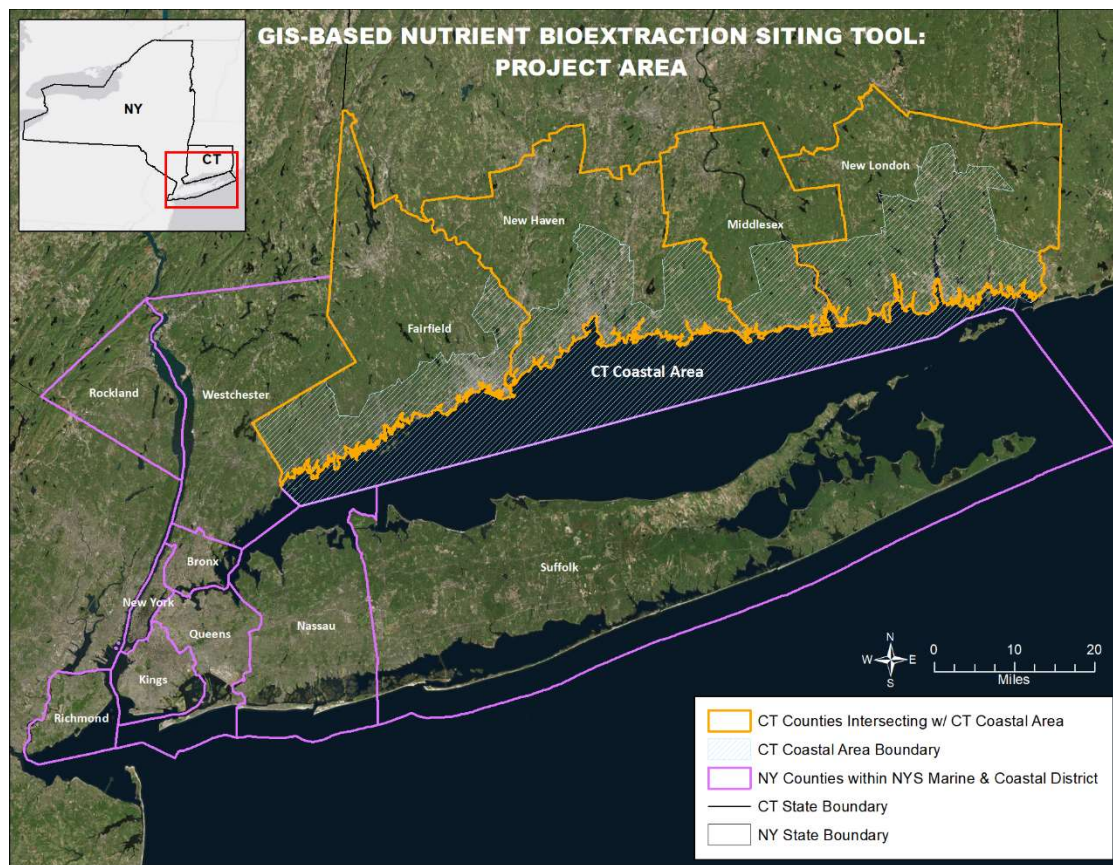 GIS-BASED NUTRIENT BIOEXTRACTION SITING TOOL:
PROJECT AREA
NY
CT
New London
New Haven
Middlesex
Fairfield
CT Coastal Area
Rockland
Westchester
Bronx
Suffolk
New York
Nassau
Queens
Kings
Richmond
N
W E
S
0 10 20
Miles
CT Counties Intersecting w/ CT Coastal Area
CT Coastal Area Boundary
NY Counties within NYS Marine & Coastal District
CT State Boundary
NY State Boundary